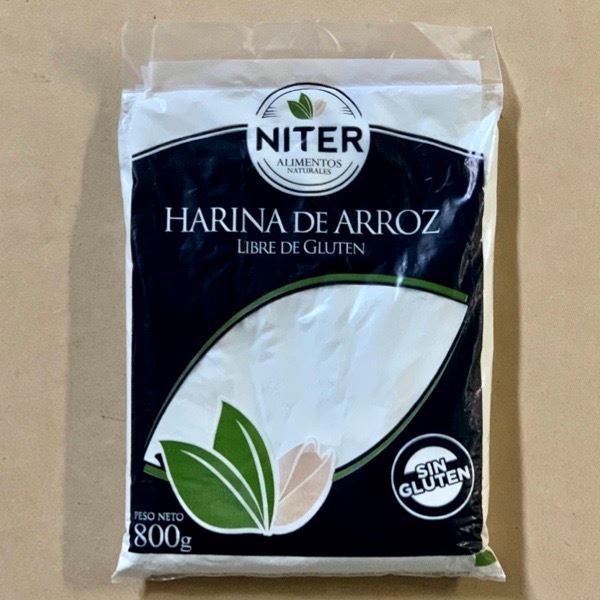 NITER
ALIMENTOS
NATURALES
HARINA DE ARROZ
LIBRE DE GLUTEN
SIN
GLUTEN
PESO NETO
800g